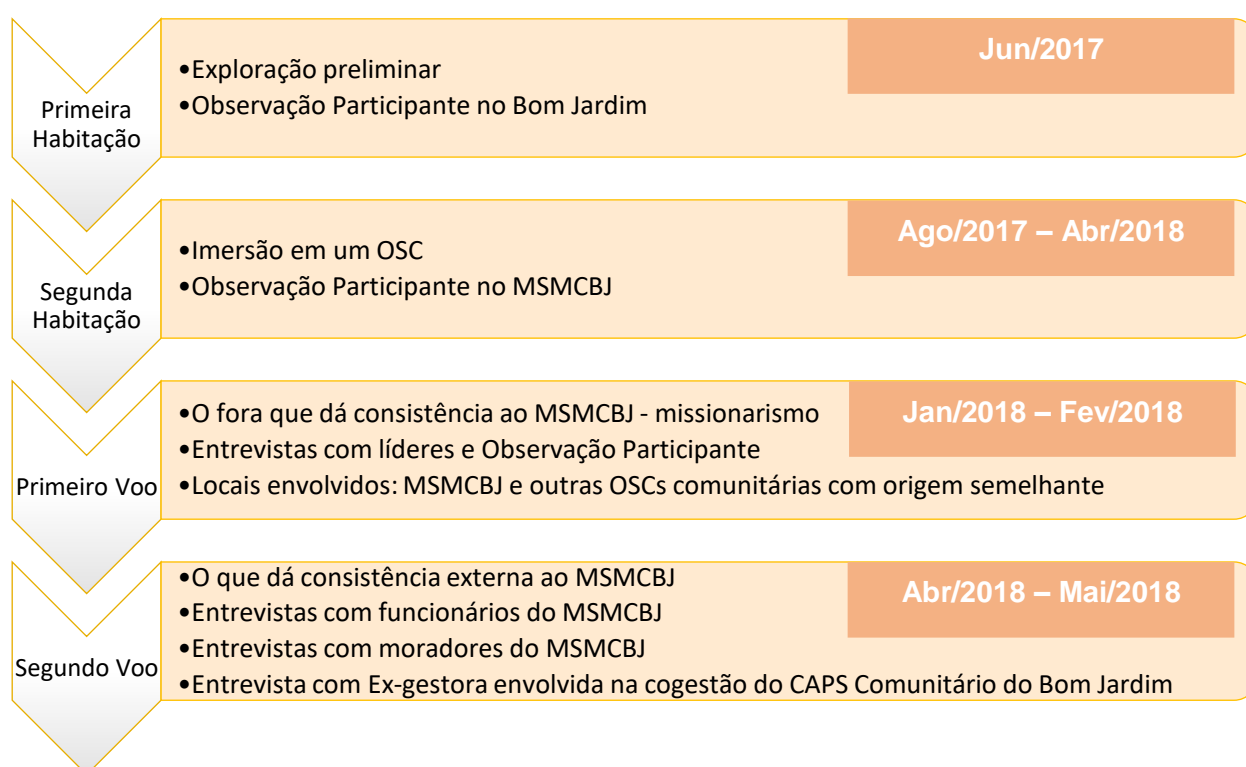 Primeira
Habitação
•Exploração preliminar
•Observação Participante no Bom Jardim
Jun/2017
Segunda
Habitação
•Imersão em um OSC
•Observação Participante no MSMCBJ
Ago/2017 – Abr/2018
Primeiro Voo
•O fora que dá consistência ao MSMCBJ - missionarismo
•Entrevistas com líderes e Observação Participante
•Locais envolvidos: MSMCBJ e outras OSCs comunitárias com origem semelhante
Jan/2018 – Fev/2018
Segundo Voo
•O que dá consistência externa ao MSMCBJ
•Entrevistas com funcionários do MSMCBJ
•Entrevistas com moradores do MSMCBJ
•Entrevista com Ex-gestora envolvida na cogestão do CAPS Comunitário do Bom Jardim
Abr/2018 – Mai/2018